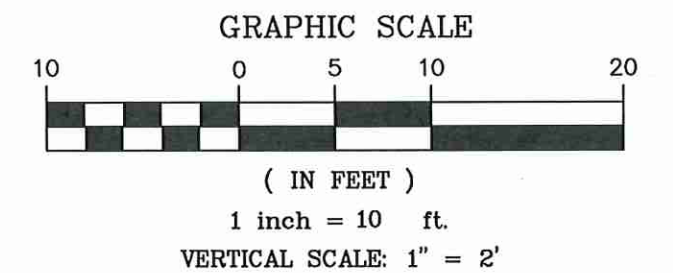 GRAPHIC SCALE
10 0 5 10 20
( IN FEET )
1 inch = 10 ft.
VERTICAL SCALE: 1" = 2'